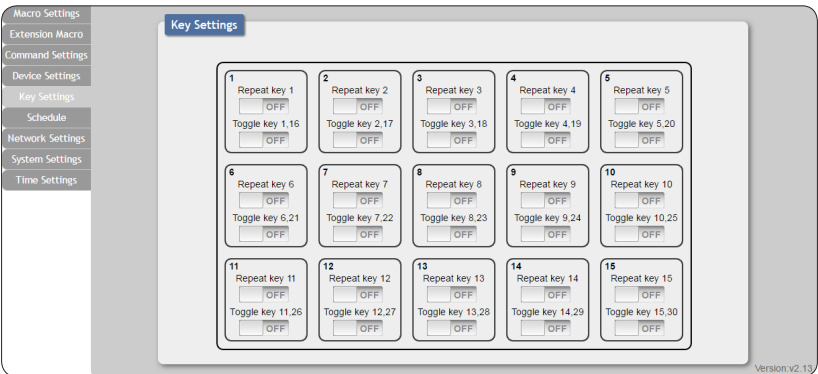 Macro Settings
Extension Macro
Command Settings
Device Settings
Key Settings
Schedule
Network Settings
System Settings
Time Settings
Key Settings
1
Repeat key 1
OFF
Toggle key 1,16
OFF
2
Repeat key 2
OFF
Toggle key 2,17
OFF
3
Repeat key 3
OFF
Toggle key 3,18
OFF
4
Repeat key 4
OFF
Toggle key 4,19
OFF
5
Repeat key 5
OFF
Toggle key 5,20
OFF
6
Repeat key 6
OFF
Toggle key 6,21
OFF
7
Repeat key 7
OFF
Toggle key 7,22
OFF
8
Repeat key 8
OFF
Toggle key 8,23
OFF
9
Repeat key 9
OFF
Toggle key 9,24
OFF
10
Repeat key 10
OFF
Toggle key 10,25
OFF
11
Repeat key 11
OFF
Toggle key 11,26
OFF
12
Repeat key 12
OFF
Toggle key 12,27
OFF
13
Repeat key 13
OFF
Toggle key 13,28
OFF
14
Repeat key 14
OFF
Toggle key 14,29
OFF
15
Repeat key 15
OFF
Toggle key 15,30
OFF
Version:v2.13